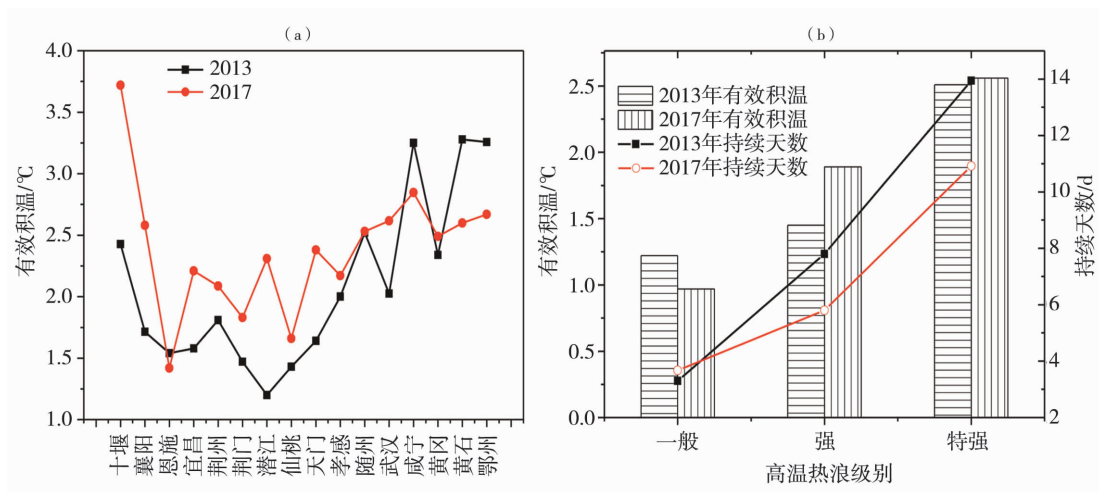 (a)
4.0
3.5
3.0
2.5
2.0
1.5
1.0
有效积温/℃
2013
2017
十堰
襄阳
恩施
宜昌
荆州
荆门
潜江
仙桃
天门
孝感
随州
武汉
咸宁
黄冈
黄石
鄂州
(b)
2.5
2.0
1.5
1.0
0.5
0.0
有效积温/℃
2013年有效积温
2017年有效积温
2013年持续天数
2017年持续天数
14
12
10
8
6
4
2
持续天数/d
一般
强
特强
高温热浪级别